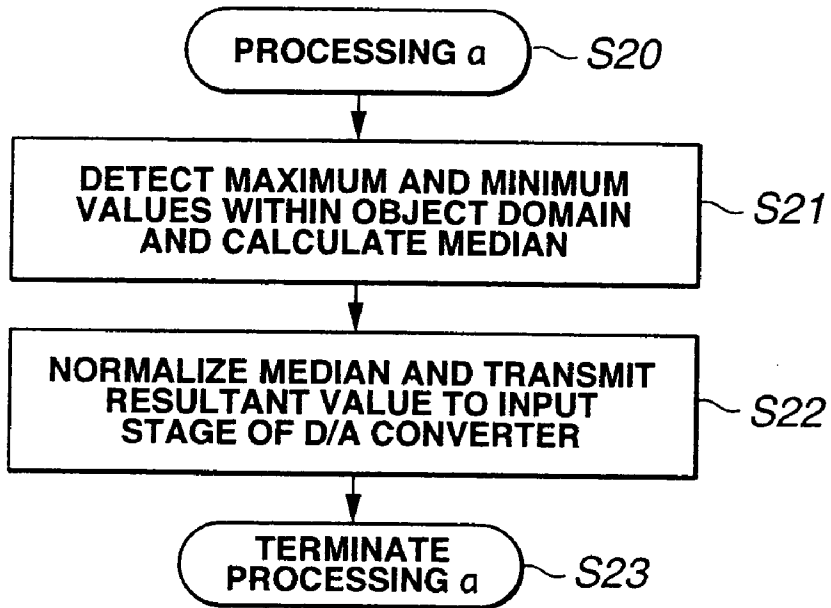 PROCESSING a
S20
DETECT MAXIMUM AND MINIMUM
VALUES WITHIN OBJECT DOMAIN
AND CALCULATE MEDIAN
S21
NORMALIZE MEDIAN AND TRANSMIT
RESULTANT VALUE TO INPUT
STAGE OF D/A CONVERTER
S22
TERMINATE
PROCESSING a
S23